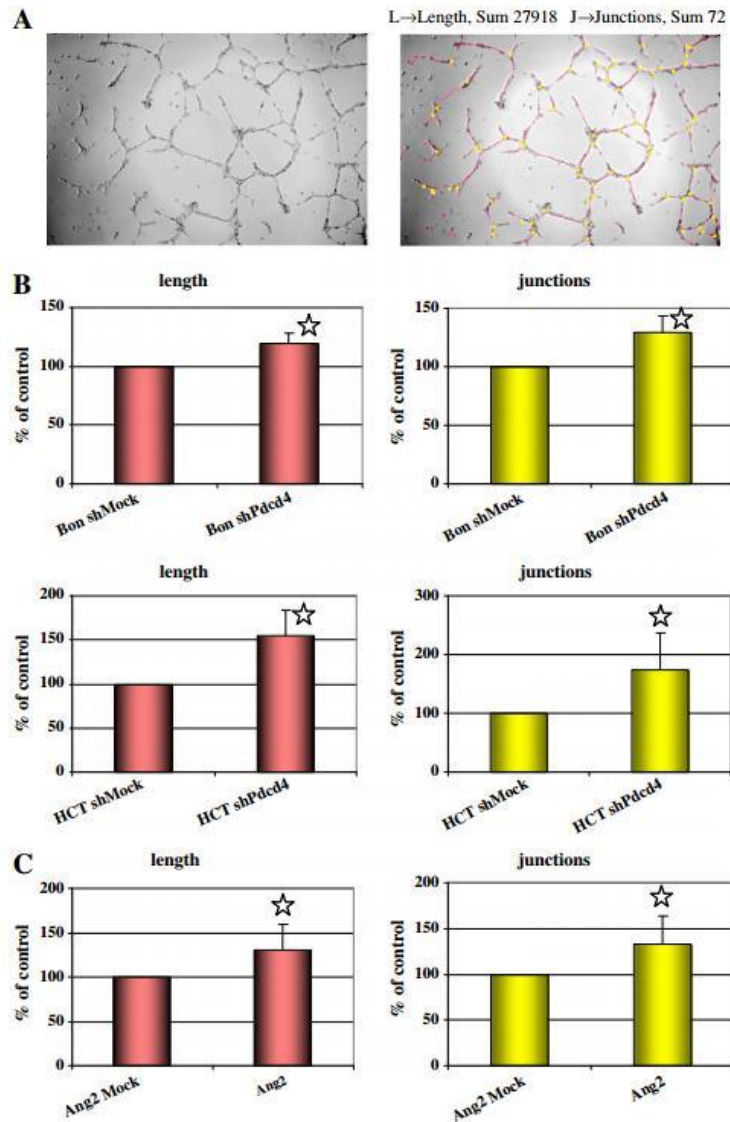 A
L→Length, Sum 27918 J→Junctions, Sum 72
B
length
% of control
150
100
50
0
Bon shMock
Bon shPdcd4
junctions
% of control
150
100
50
0
Bon shMock
Bon shPdcd4
length
% of control
200
150
100
50
0
HCT shMock
HCT shPdcd4
junctions
% of control
300
200
100
0
HCT shMock
HCT shPdcd4
C
length
% of control
200
150
100
50
0
Ang2 Mock
Ang2
junctions
% of control
200
150
100
50
0
Ang2 Mock
Ang2